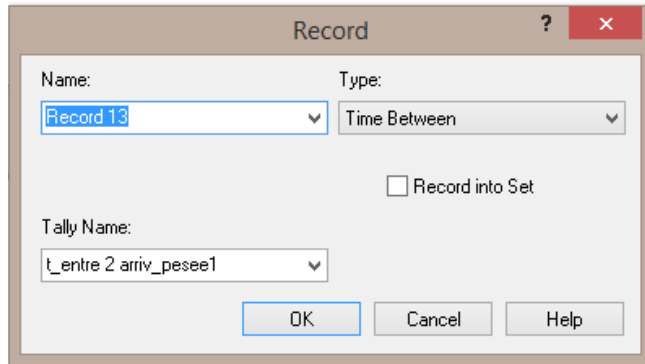 Record ? ×
Name: Type:
Record 13 Time Between
Record into Set
Tally Name:
t_entre 2 arriv_pesee1
OK Cancel Help